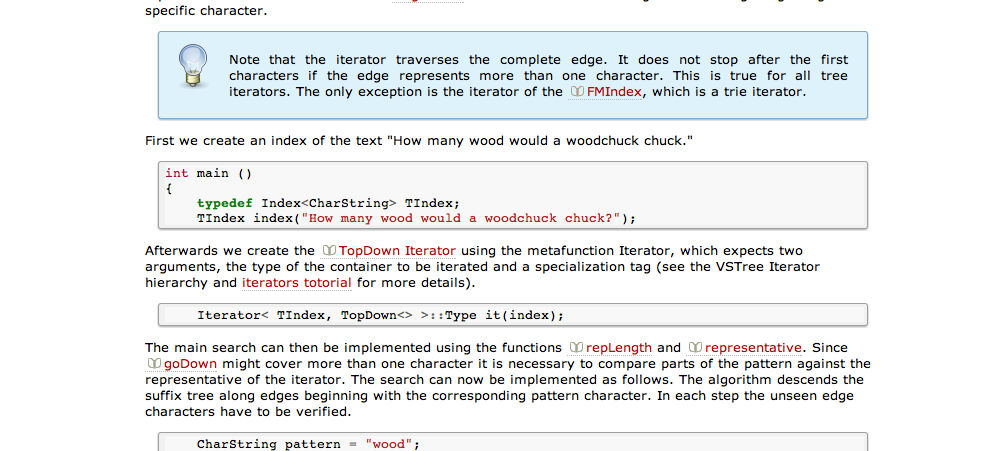 specific character.
Note that the iterator traverses the complete edge. It does not stop after the first
characters if the edge represents more than one character. This is true for all tree
iterators. The only exception is the iterator of the FMIndex, which is a trie iterator.
First we create an index of the text "How many wood would a woodchuck chuck."
int main ()
{
    typedef Index<CharString> TIndex;
    TIndex index("How many wood would a woodchuck chuck?");
Afterwards we create the TopDown Iterator using the metafunction Iterator, which expects two
arguments, the type of the container to be iterated and a specialization tag (see the VSTree Iterator
hierarchy and iterators totorial for more details).
    Iterator< TIndex, TopDown<> >::Type it(index);
The main search can then be implemented using the functions repLength and representative. Since
goDown might cover more than one character it is necessary to compare parts of the pattern against the
representative of the iterator. The search can now be implemented as follows. The algorithm descends the
suffix tree along edges beginning with the corresponding pattern character. In each step the unseen edge
characters have to be verified.
    CharString pattern = "wood";